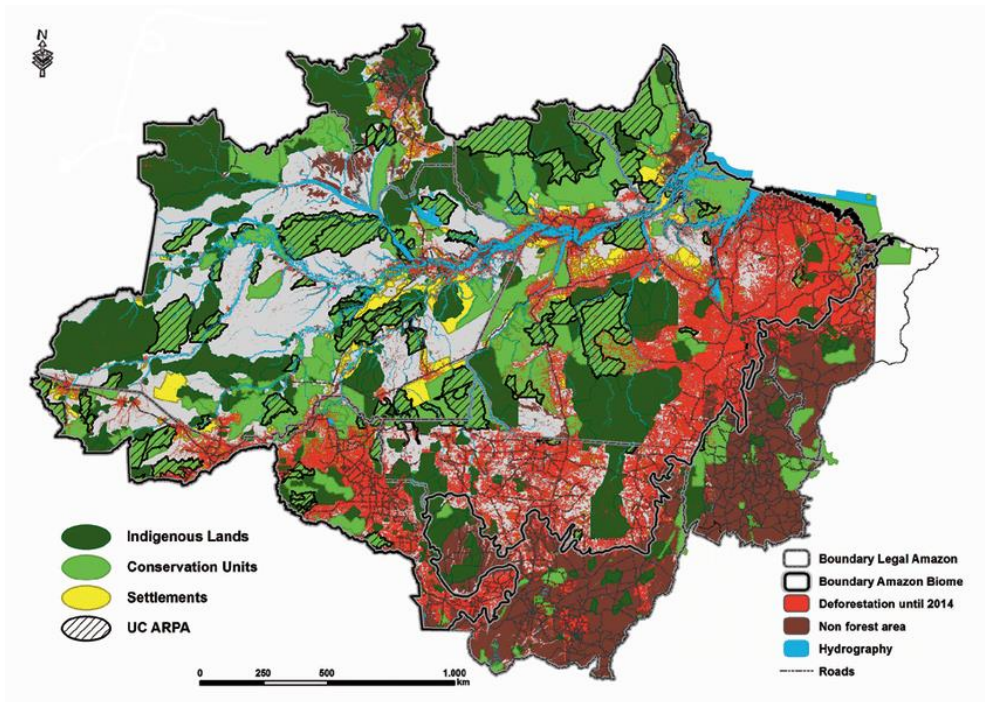 N
Indigenous Lands
Conservation Units
Settlements
UC ARPA
Boundary Legal Amazon
Boundary Amazon Biome
Deforestation until 2014
Non forest area
Hydrography
Roads
0 250 500 1.000
km